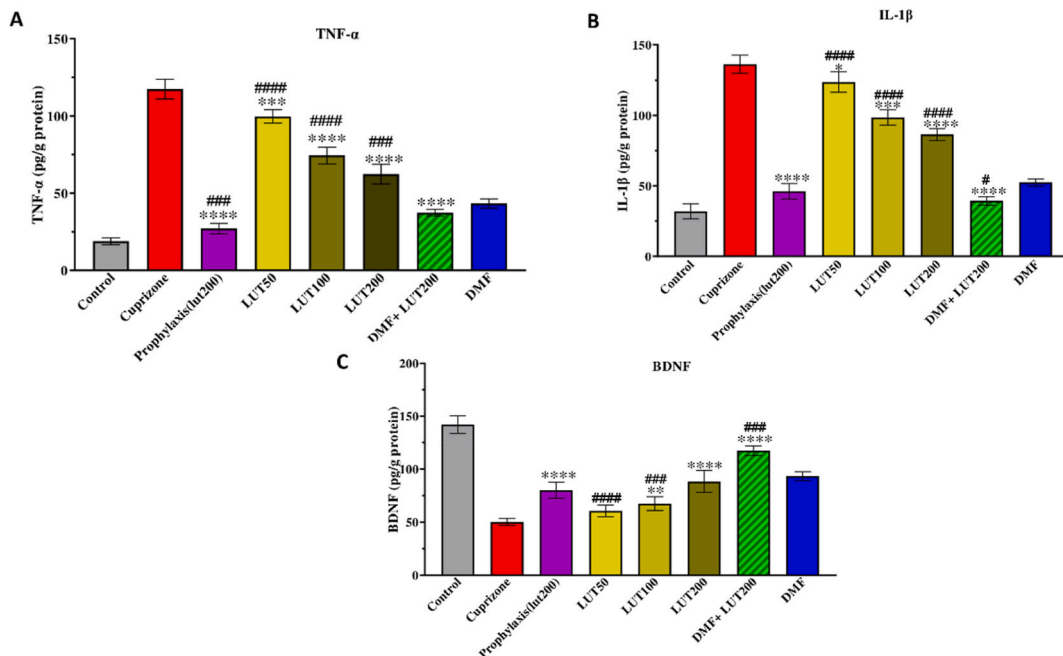 A
TNF-α
TNF-α (pg/g protein)
150
100
50
0
####
***
####
****
###
****
###
****
****
Control
Cuprizone
Prophylaxis(lut200)
LUT50
LUT100
LUT200
DMF+ LUT200
DMF
B
IL-1β
IL-1β (pg/g protein)
150
100
50
0
####
*
####
***
####
****
****
#
****
Control
Cuprizone
Prophylaxis(lut200)
LUT50
LUT100
LUT200
DMF+ LUT200
DMF
C
BDNF
BDNF (pg/g protein)
200
150
100
50
0
****
####
###
**
****
###
****
Control
Cuprizone
Prophylaxis(lut200)
LUT50
LUT100
LUT200
DMF+ LUT200
DMF